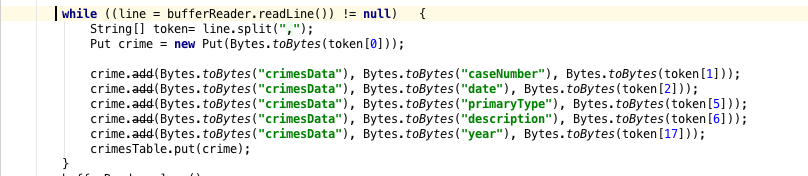 while ((line = bufferReader.readLine()) != null)   {
String[] token= line.split(",");
Put crime = new Put(Bytes.toBytes(token[0]));
crime.add(Bytes.toBytes("crimesData"), Bytes.toBytes("caseNumber"), Bytes.toBytes(token[1]));
crime.add(Bytes.toBytes("crimesData"), Bytes.toBytes("date"), Bytes.toBytes(token[2]));
crime.add(Bytes.toBytes("crimesData"), Bytes.toBytes("primaryType"), Bytes.toBytes(token[5]));
crime.add(Bytes.toBytes("crimesData"), Bytes.toBytes("description"), Bytes.toBytes(token[6]));
crime.add(Bytes.toBytes("crimesData"), Bytes.toBytes("year"), Bytes.toBytes(token[17]));
crimesTable.put(crime);
}